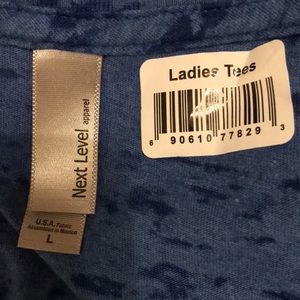 Ladies Tees
6 90610 77829 3
Next Level
apparel
U.S.A. Fabric
Assembled in Mexico
L